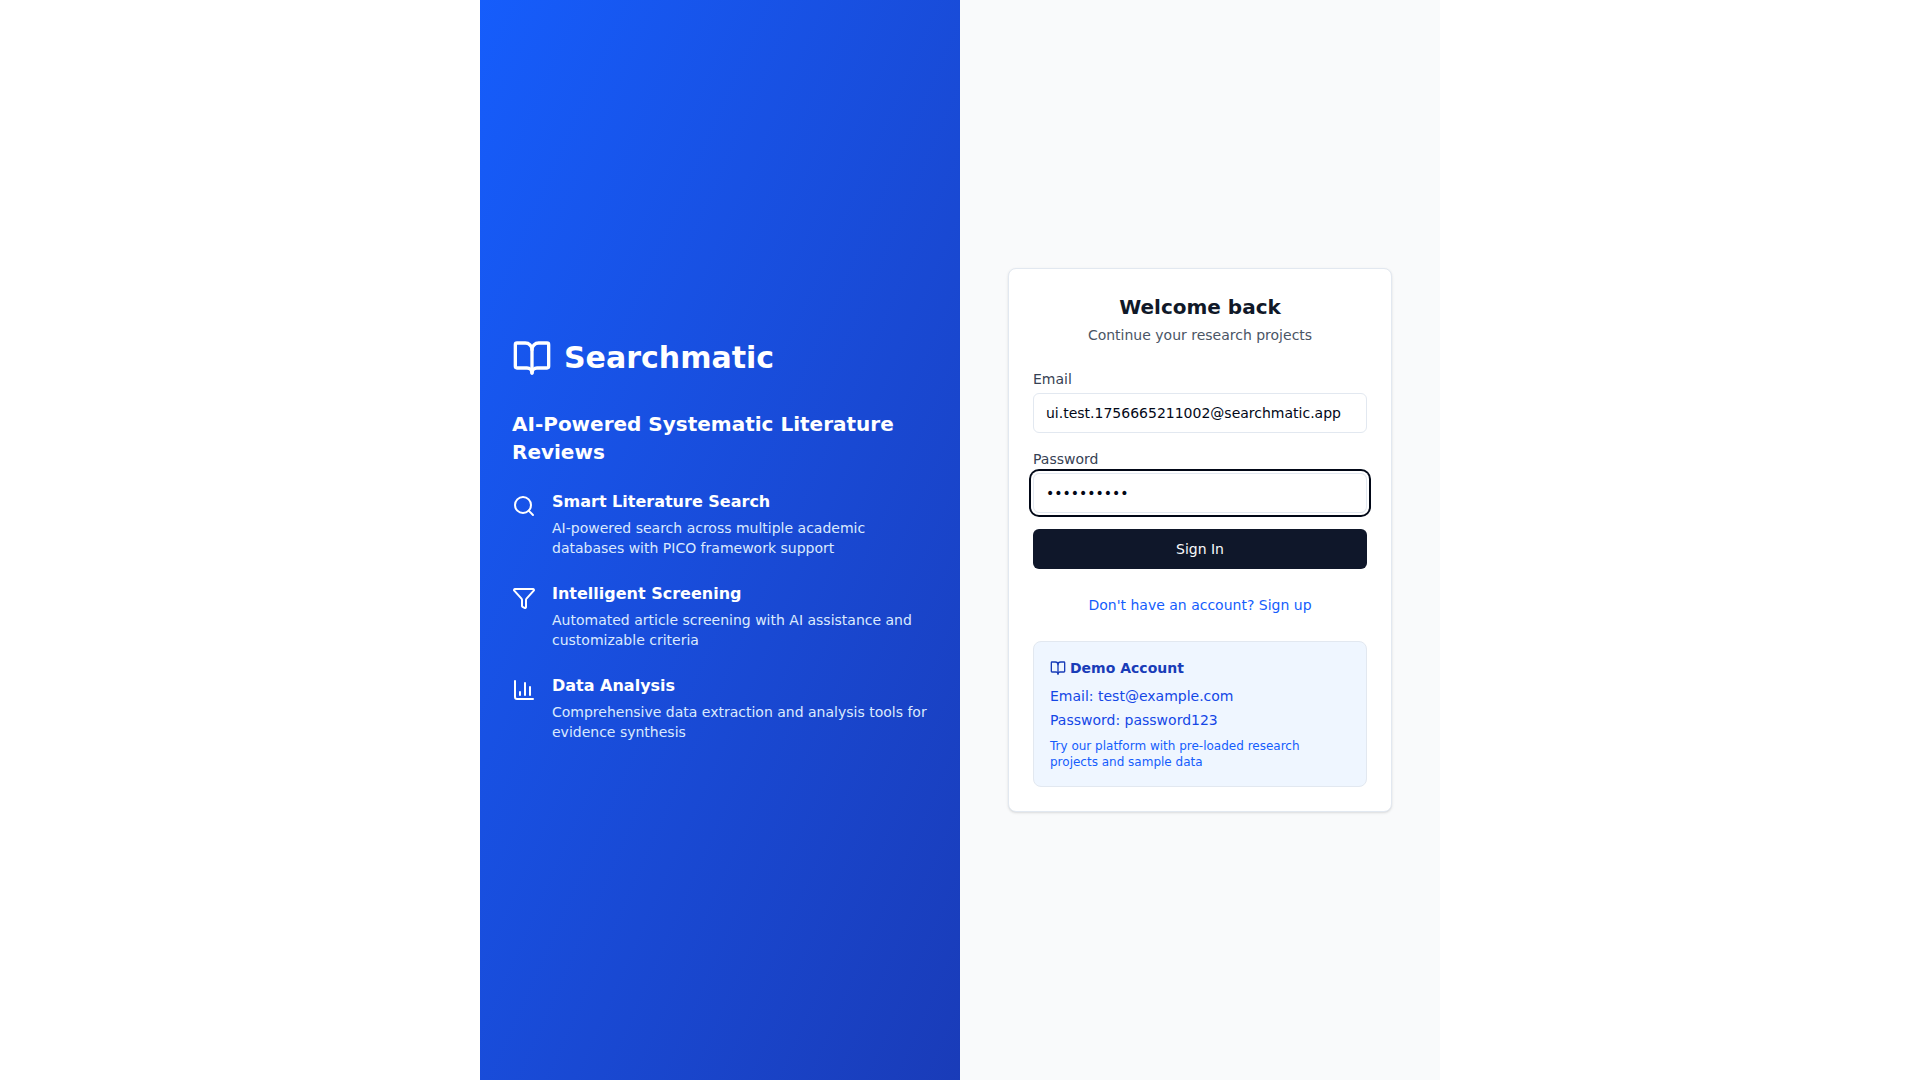 Searchmatic
AI-Powered Systematic Literature
Reviews
Smart Literature Search
AI-powered search across multiple academic
databases with PICO framework support
Intelligent Screening
Automated article screening with AI assistance and
customizable criteria
Data Analysis
Comprehensive data extraction and analysis tools for
evidence synthesis
Welcome back
Continue your research projects
Email
ui.test.1756665211002@searchmatic.app
Password
••••••••••
Sign In
Don't have an account? Sign up
Demo Account
Email: test@example.com
Password: password123
Try our platform with pre-loaded research
projects and sample data